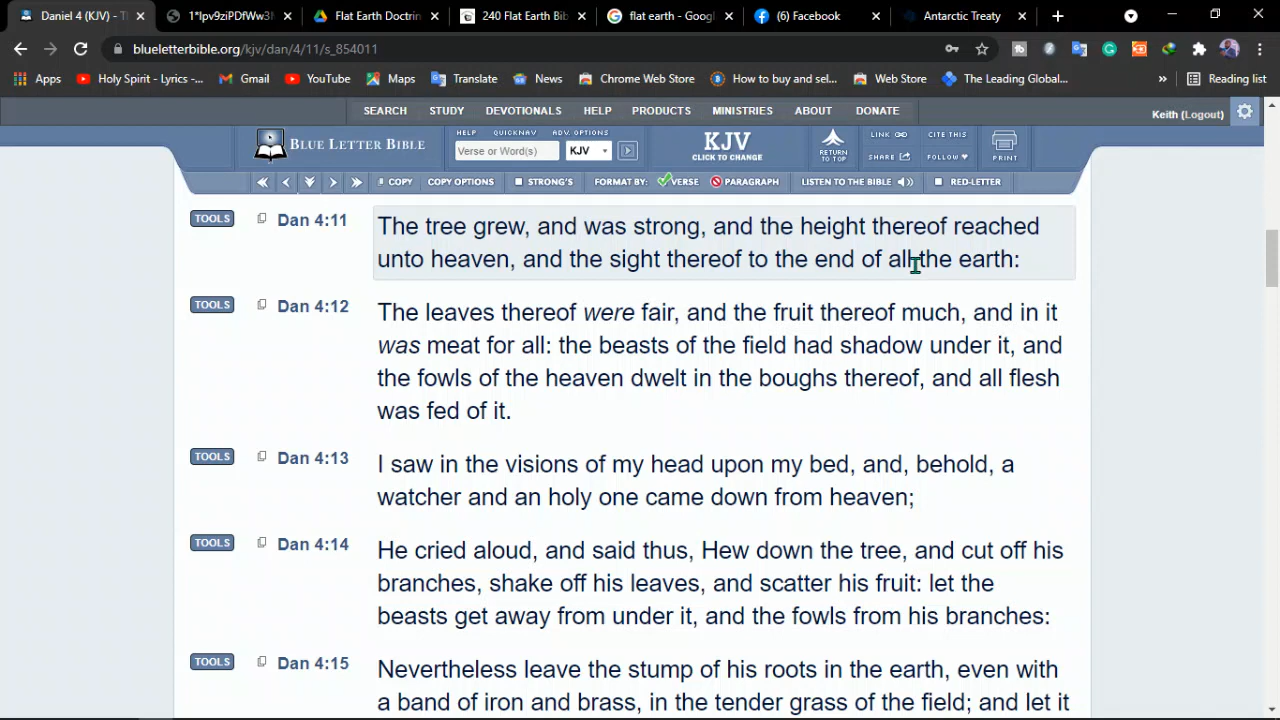 Daniel 4 (KJV) - Th
1*lpv9ziPDfWw3h
Flat Earth Doctrin
240 Flat Earth Bib
flat earth - Googl
(6) Facebook
Antarctic Treaty
blueletterbible.org/kjv/dan/4/11/s_854011
Apps
Holy Spirit - Lyrics -...
Gmail
YouTube
Maps
Translate
News
Chrome Web Store
How to buy and sel...
Web Store
The Leading Global...
»
Reading list
SEARCH STUDY DEVOTIONALS HELP PRODUCTS MINISTRIES ABOUT DONATE
Keith (Logout)
BLUE LETTER BIBLE
HELP QUICKNAV ADV. OPTIONS
Verse or Word(s) KJV
KJV
CLICK TO CHANGE
RETURN
TO TOP
LINK CITE THIS
SHARE FOLLOW
PRINT
COPY COPY OPTIONS STRONG'S FORMAT BY: VERSE PARAGRAPH LISTEN TO THE BIBLE RED-LETTER
TOOLS Dan 4:11 The tree grew, and was strong, and the height thereof reached
unto heaven, and the sight thereof to the end of all the earth:
TOOLS Dan 4:12 The leaves thereof were fair, and the fruit thereof much, and in it
was meat for all: the beasts of the field had shadow under it, and
the fowls of the heaven dwelt in the boughs thereof, and all flesh
was fed of it.
TOOLS Dan 4:13 I saw in the visions of my head upon my bed, and, behold, a
watcher and an holy one came down from heaven;
TOOLS Dan 4:14 He cried aloud, and said thus, Hew down the tree, and cut off his
branches, shake off his leaves, and scatter his fruit: let the
beasts get away from under it, and the fowls from his branches:
TOOLS Dan 4:15 Nevertheless leave the stump of his roots in the earth, even with
a band of iron and brass, in the tender grass of the field; and let it